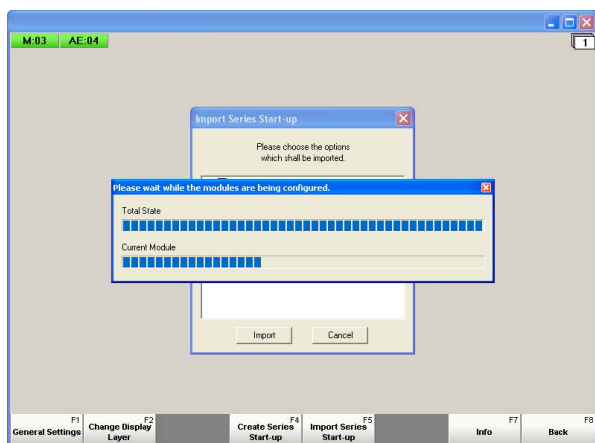 M:03 AE:04
1
Import Series Start-up
Please choose the options
which shall be imported.
Please wait while the modules are being configured.
Total State
Current Module
Import Cancel
F1
General Settings
F2
Change Display
Layer
F4
Create Series
Start-up
F5
Import Series
Start-up
F7
Info
F8
Back